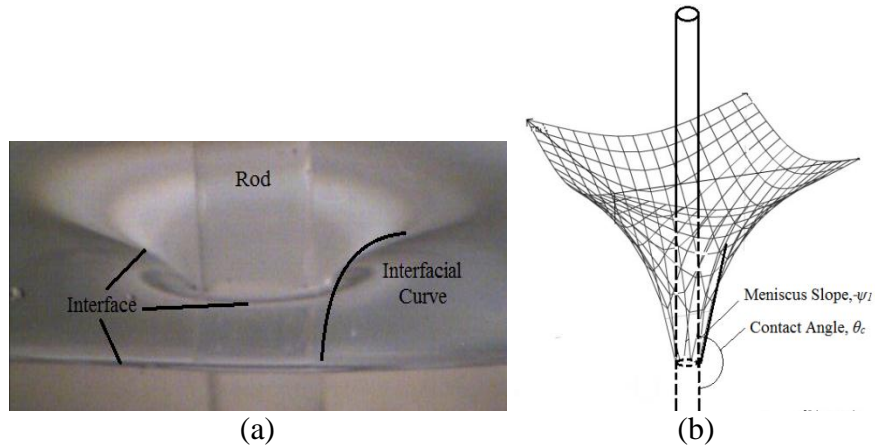 Rod
Interface
Interfacial
Curve
Meniscus Slope,-ψ1
Contact Angle, θc
(a)
(b)